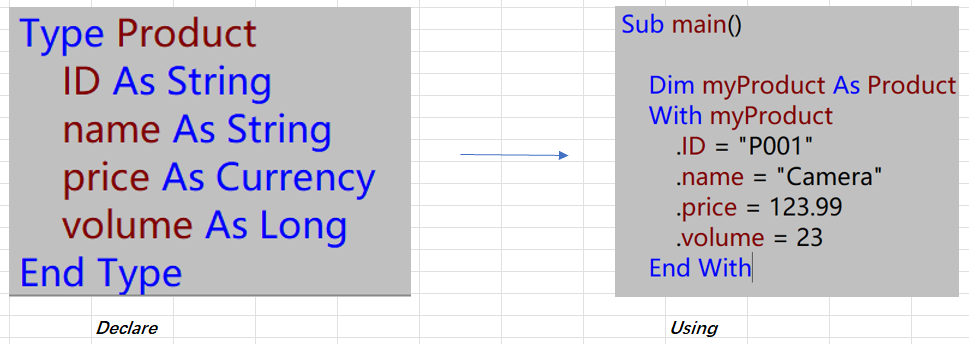 Type Product
ID As String
name As String
price As Currency
volume As Long
End Type
Declare
Sub main()
Dim myProduct As Product
With myProduct
.ID = "P001"
.name = "Camera"
.price = 123.99
.volume = 23
End With
Using